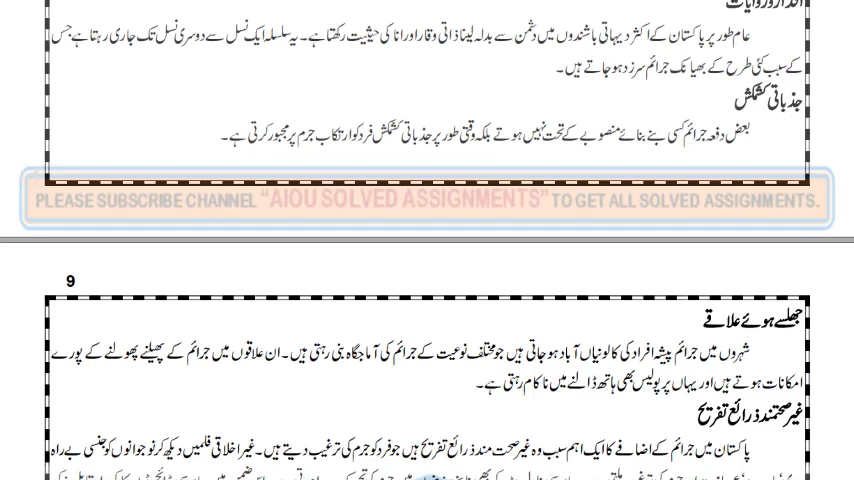 اقدار و روایات
عام طور پر پاکستان کے اکثر دیہاتی باشندوں میں دشمن سے بدلہ لینا ذاتی وقار اور انا کی حیثیت رکھتا ہے۔ یہ سلسلہ ایک نسل سے دوسری نسل تک جاری رہتا ہے جس
کے سبب کئی طرح کے بھیانک جرائم سرزد ہو جاتے ہیں۔
جذباتی کشمکش
بعض دفعہ جرائم کسی بنے بنائے منصوبے کے تحت نہیں ہوتے بلکہ وقتی طور پر جذباتی کشمکش فرد کو ارتکاب جرم پر مجبور کرتی ہے۔
PLEASE SUBSCRIBE CHANNEL "AIOU SOLVED ASSIGNMENTS" TO GET ALL SOLVED ASSIGNMENTS.
9
جھلسے ہوئے علاقے
شہروں میں جرائم پیشہ افراد کی کالونیاں آباد ہو جاتی ہیں جو مختلف نوعیت کے جرائم کی آماجگاہ بنی رہتی ہیں۔ ان علاقوں میں جرائم کے پھیلنے پھولنے کے پورے
امکانات ہوتے ہیں اور یہاں پر پولیس بھی ہاتھ ڈالنے میں ناکام رہتی ہے۔
غیر صحتمند ذرائع تفریح
پاکستان میں جرائم کے اضافے کا ایک اہم سبب وہ غیر صحت مند ذرائع تفریح ہیں جو فرد کو جرم کی ترغیب دیتے ہیں۔ غیر اخلاقی فلمیں دیکھ کر نوجوانوں کو جنسی بے راہ